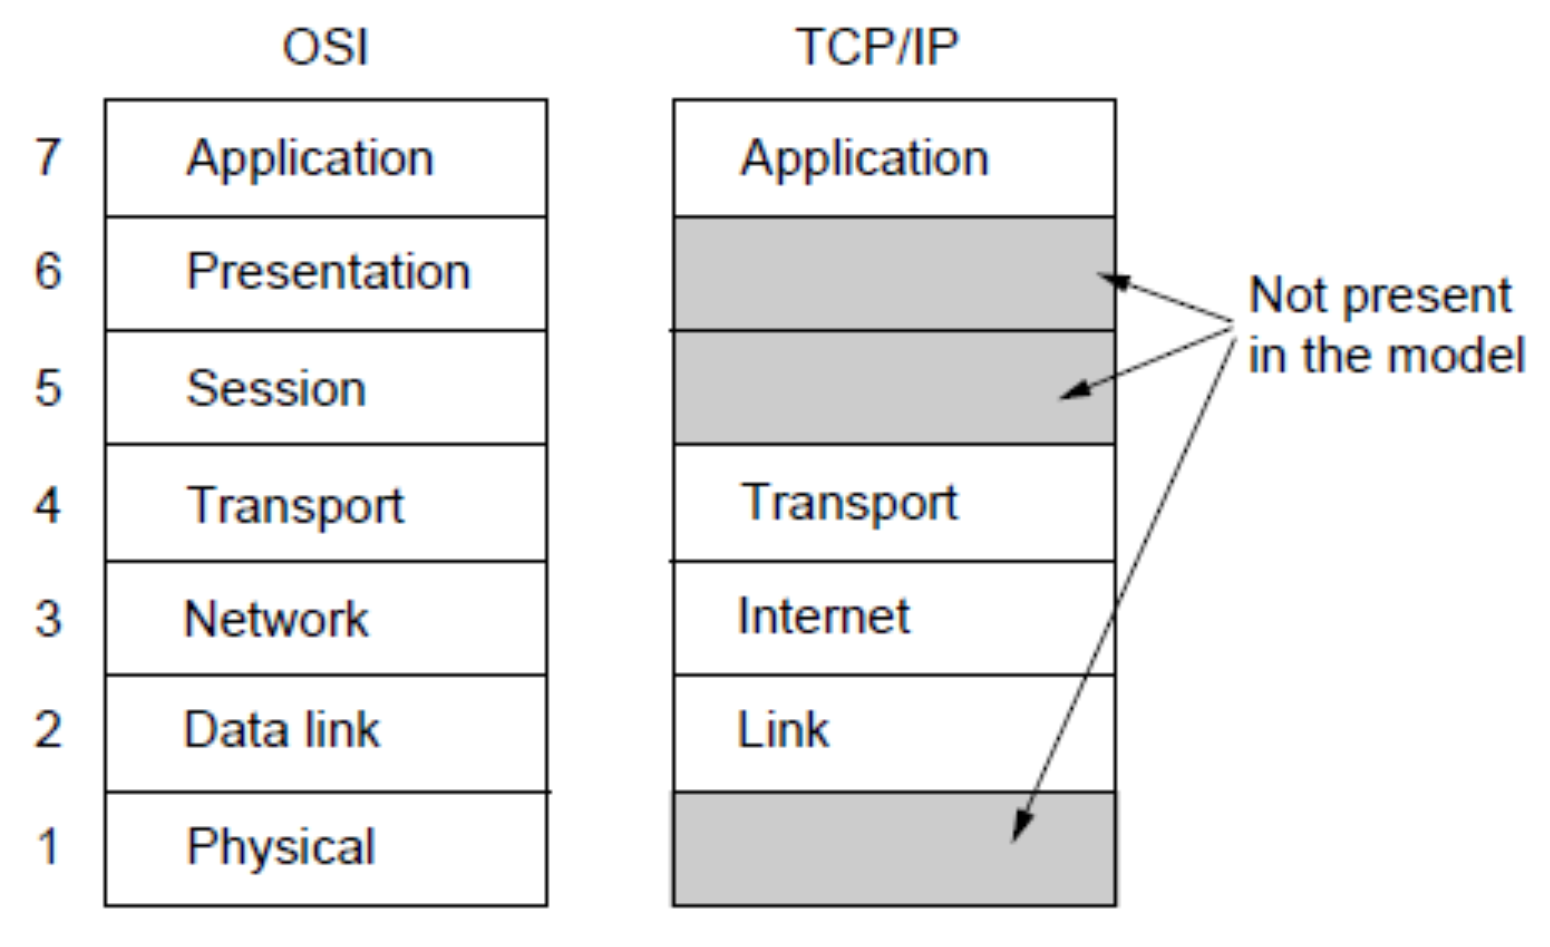 OSI TCP/IP
7 Application Application
6 Presentation
5 Session
4 Transport Transport
3 Network Internet
2 Data link Link
1 Physical
Not present
in the model